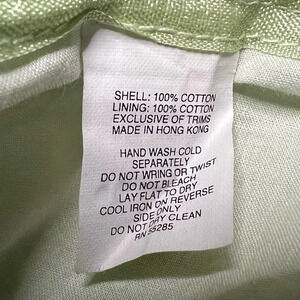 SHELL: 100% COTTON
LINING: 100% COTTON
EXCLUSIVE OF TRIMS
MADE IN HONG KONG
HAND WASH COLD
SEPARATELY
DO NOT WRING OR TWIST
DO NOT BLEACH
LAY FLAT TO DRY
COOL IRON ON REVERSE
SIDE ONLY
DO NOT DRY CLEAN
RN 55285